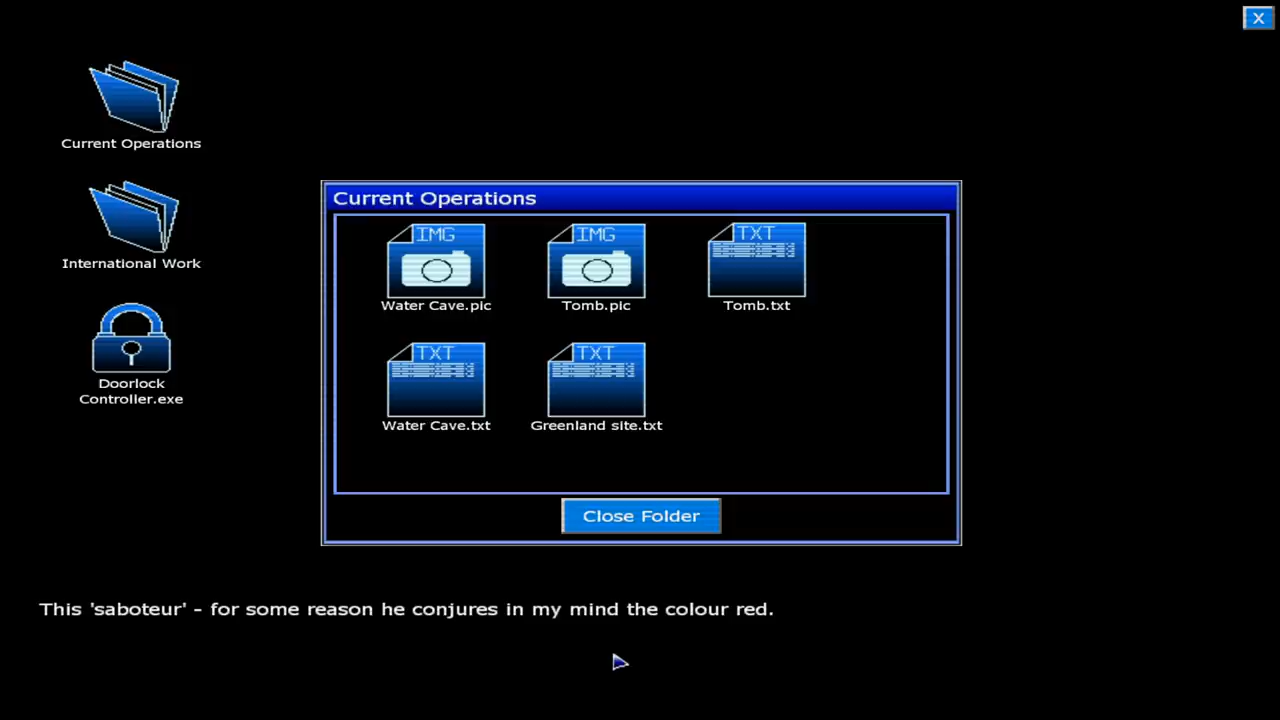 X
Current Operations
International Work
Doorlock
Controller.exe
Current Operations
IMG
IMG
TXT
Water Cave.pic
Tomb.pic
Tomb.txt
TXT
TXT
Water Cave.txt
Greenland site.txt
Close Folder
This 'saboteur' - for some reason he conjures in my mind the colour red.